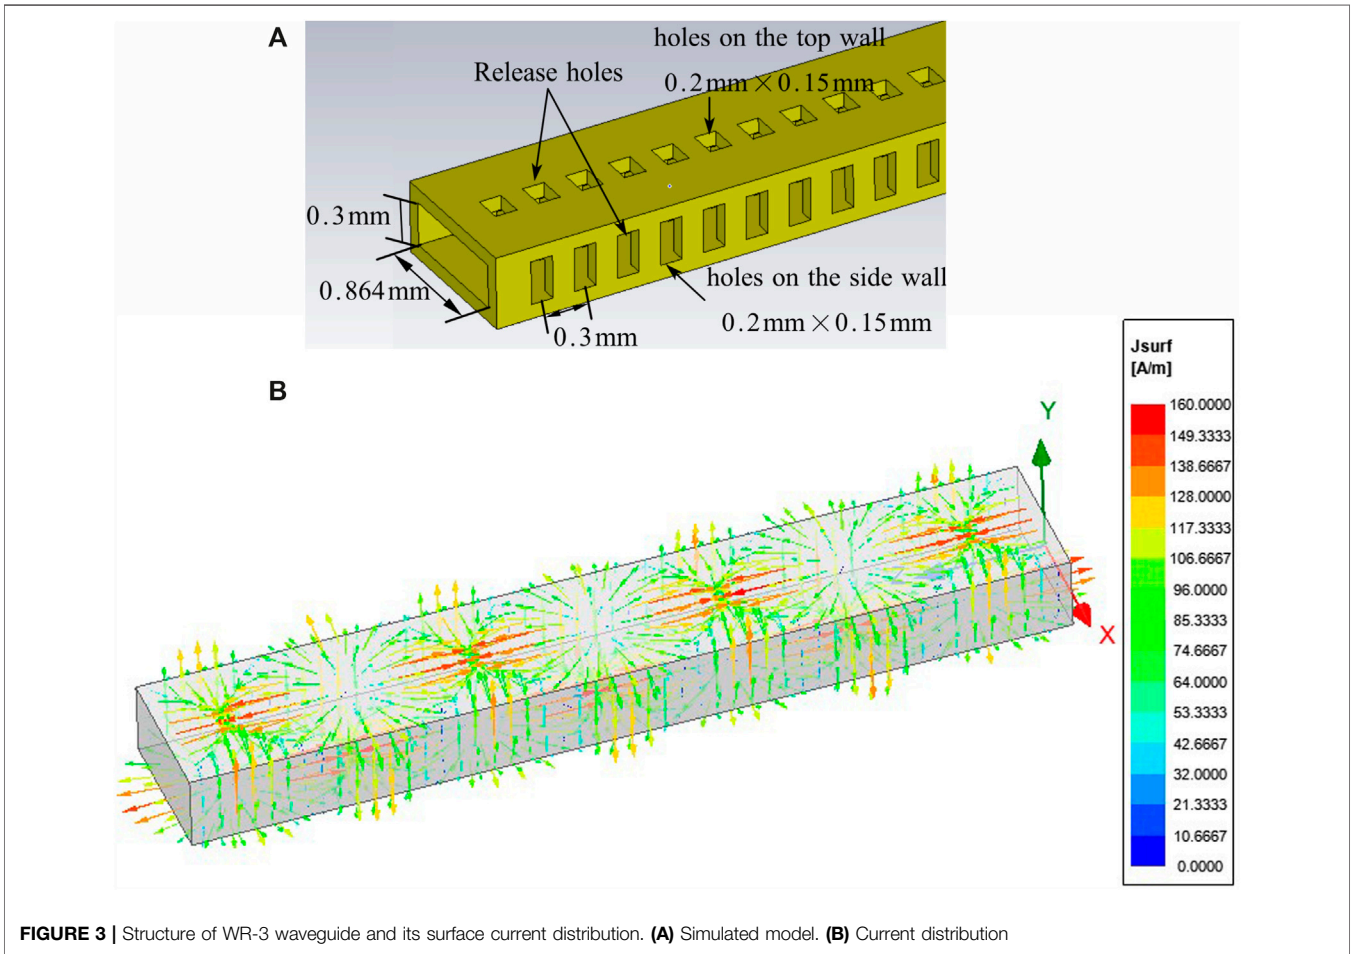 A
holes on the top wall
0.2mm×0.15mm
Release holes
0.3mm
0.864mm
holes on the side wall
0.2mm×0.15mm
0.3mm
B
Y
X
Jsurf
[A/m]
160.0000
149.3333
138.6667
128.0000
117.3333
106.6667
96.0000
85.3333
74.6667
64.0000
53.3333
42.6667
32.0000
21.3333
10.6667
0.0000
FIGURE 3 | Structure of WR-3 waveguide and its surface current distribution. (A) Simulated model. (B) Current distribution